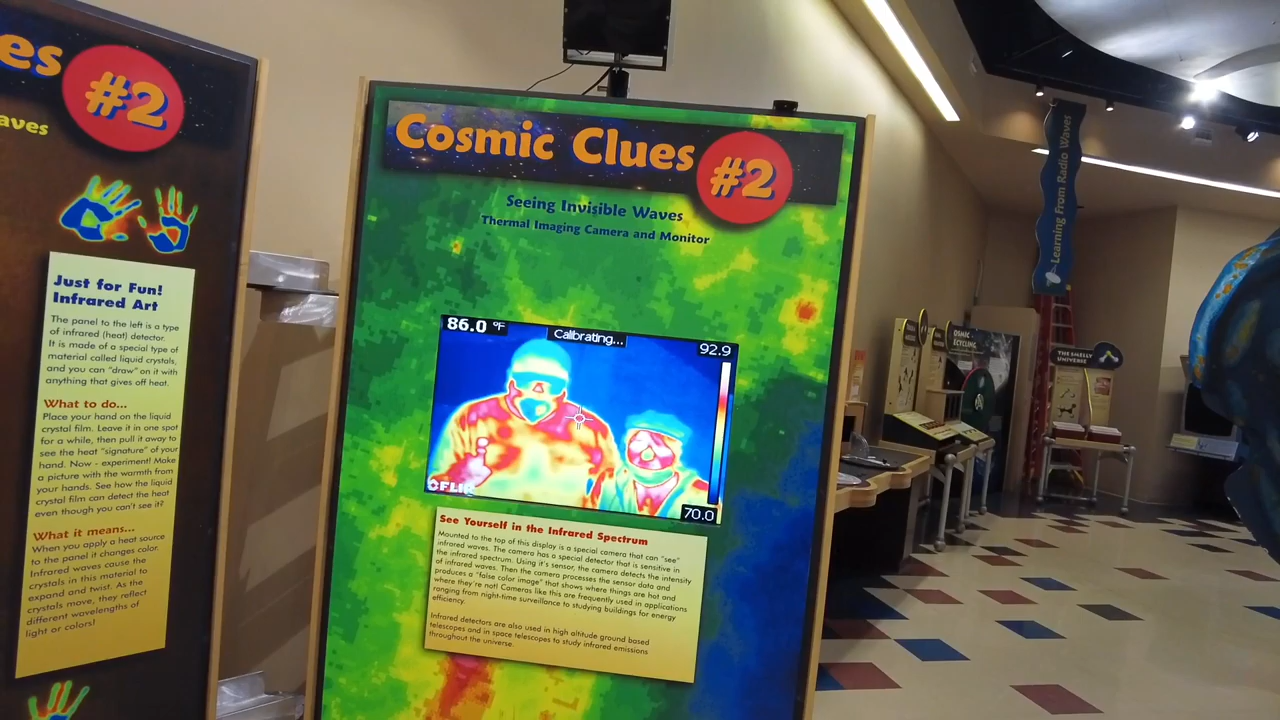 es
#2
aves
Just for Fun!
Infrared Art
The panel to the left is a type
of infrared (heat) detector.
It is made of a special type of
material called liquid crystals,
and you can "draw" on it with
anything that gives off heat.
What to do...
Place your hand on the liquid
crystal film. Leave it in one spot
for a while, then pull it away to
see the heat "signature" of your
hand. Now - experiment! Make
a picture with the warmth from
your hands. See how the liquid
crystal film can detect the heat
even though you can't see it?
What it means...
When you apply a heat source
to the panel it changes color.
Infrared waves cause the
crystals in this material to
expand and twist. As the
crystals move, they reflect
different wavelengths of
light or colors!
Cosmic Clues
#2
Seeing Invisible Waves
Thermal Imaging Camera and Monitor
86.0 °F
Calibrating...
92.9
70.0
FLIR
See Yourself in the Infrared Spectrum
Mounted to the top of this display is a special camera that can "see"
infrared waves. The camera has a special detector that is sensitive in
the infrared spectrum. Using it's sensor, the camera detects the intensity
of infrared waves. Then the camera processes the sensor data and
produces a "false color image" that shows where things are hot and
where they're not! Cameras like this are frequently used in applications
ranging from night-time surveillance to studying buildings for energy
efficiency.
Infrared detectors are also used in high altitude ground based
telescopes and in space telescopes to study infrared emissions
throughout the universe.
Learning From Radio Waves
OSMIC
ECYCLING
THE SMELLY
UNIVERSE